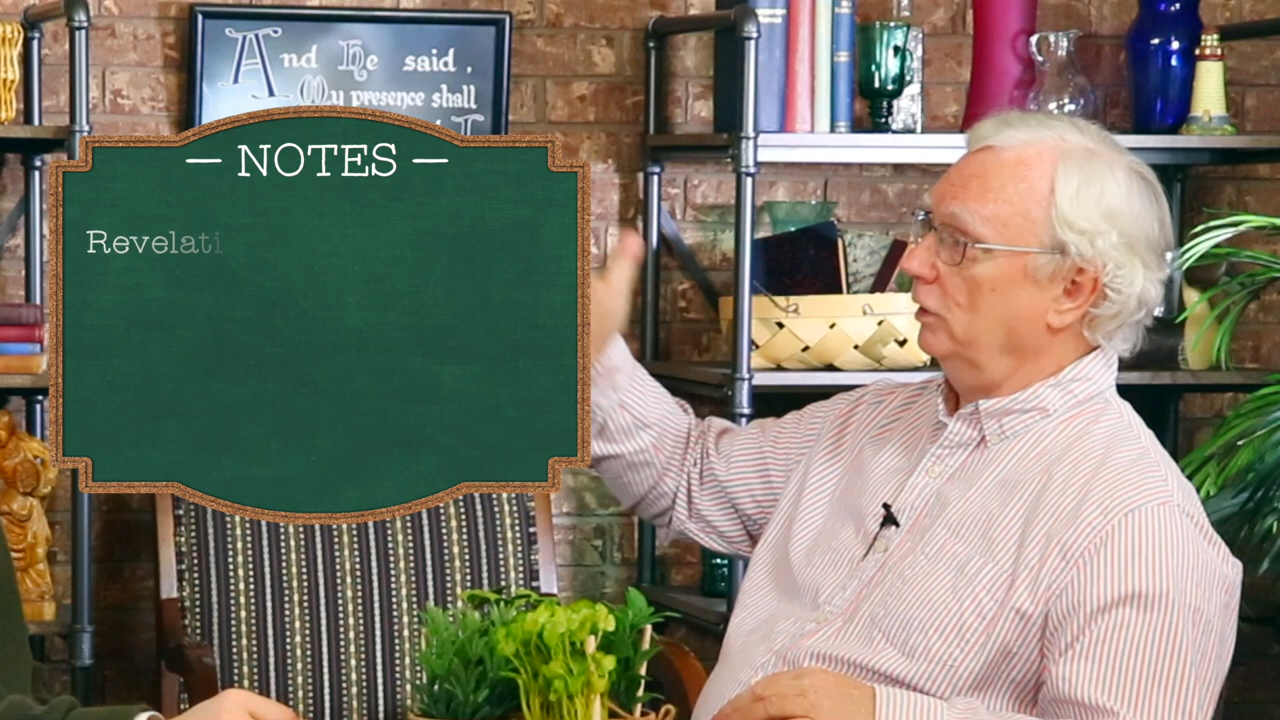 And He said,
My presence shall
— NOTES —
Revelati